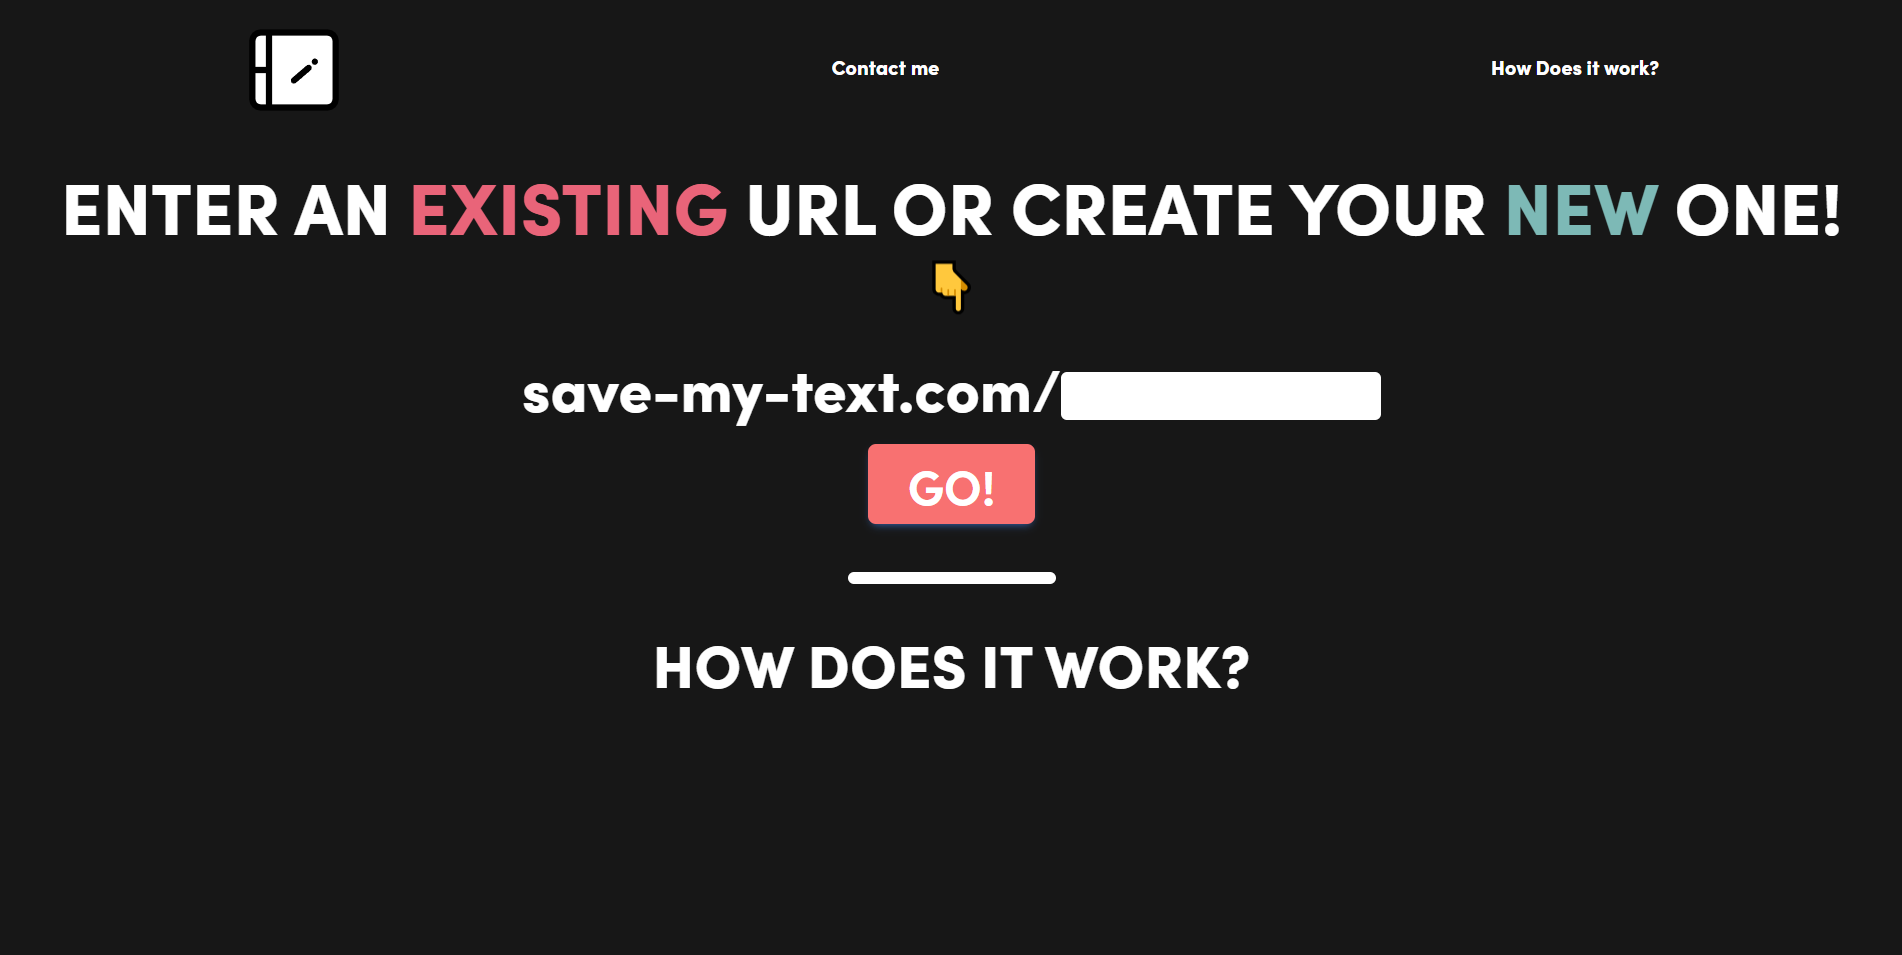 Contact me
How Does it work?
ENTER AN EXISTING URL OR CREATE YOUR NEW ONE!
save-my-text.com/
GO!
HOW DOES IT WORK?